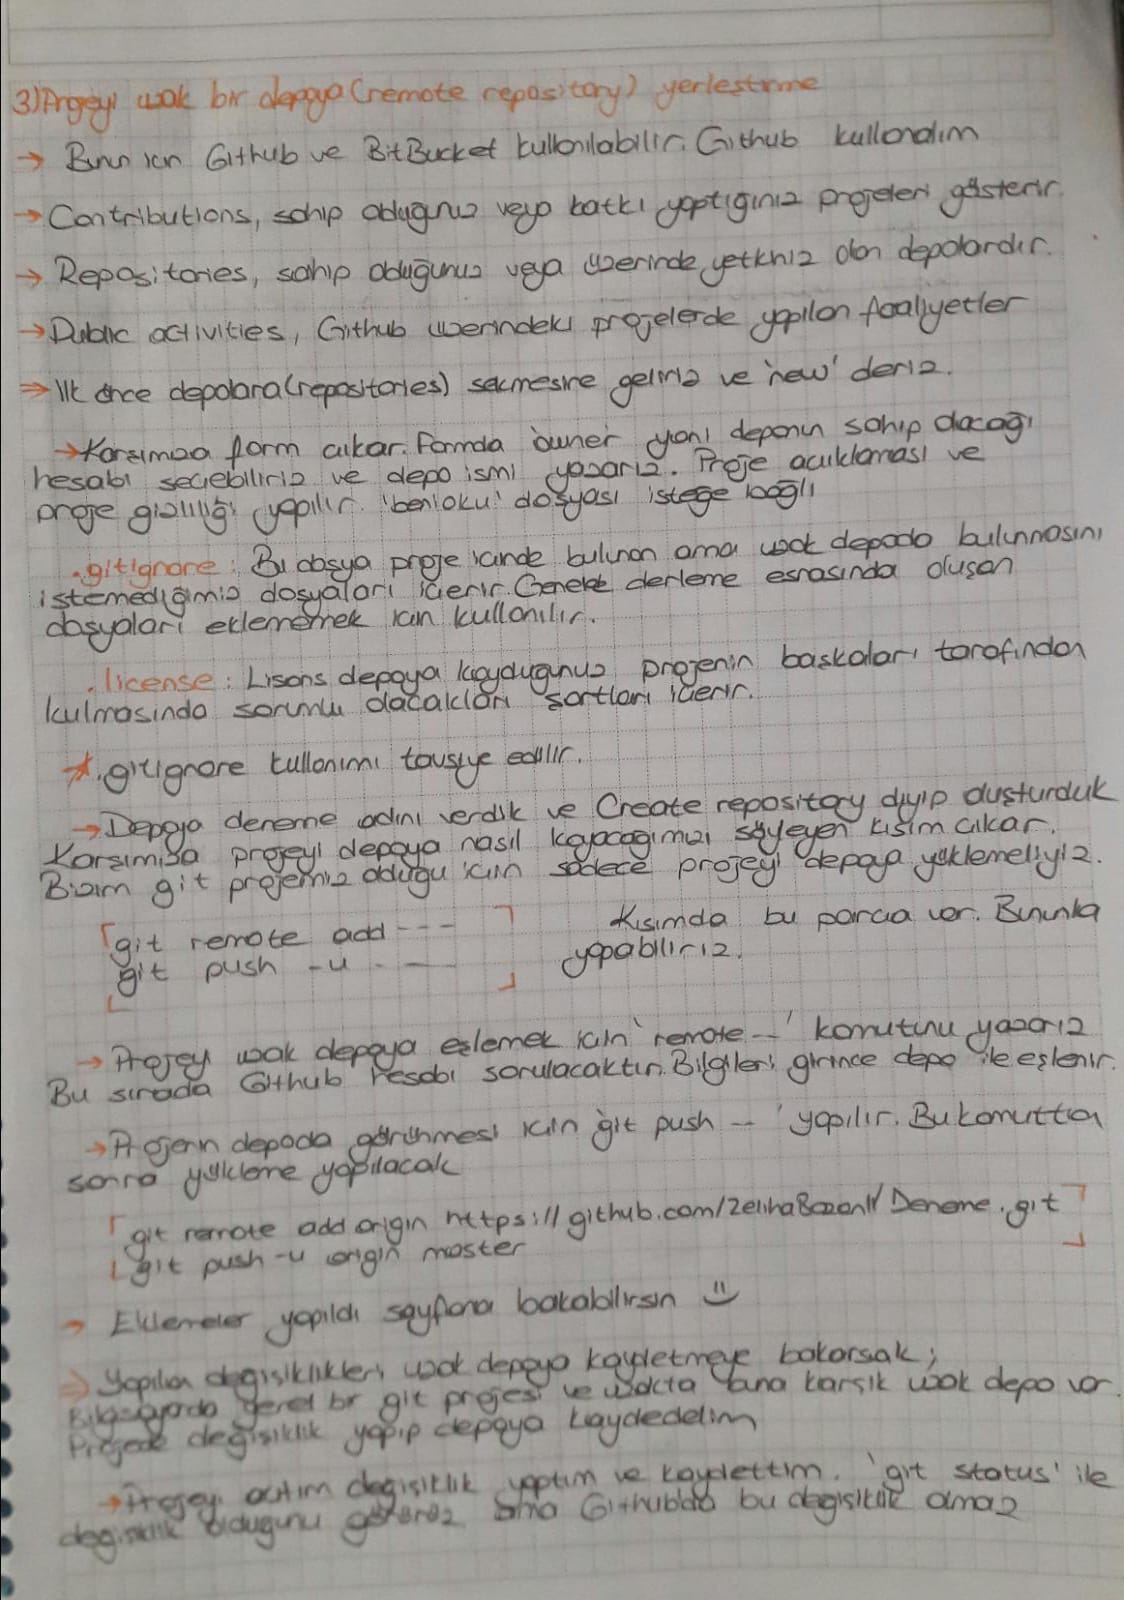 3)Projeyi uzak bir depoya (remote repository) yerleştirme
→ Bunun için Github ve BitBucket kullanılabilir. Github kullanalım
→ Contributions, sahip olduğunuz veya katkı yaptığınız projeleri gösterir.
→ Repositories, sahip olduğunuz veya üzerinde yetkiniz olan depolardır.
→ Public activities, Github üzerindeki projelerde yapılan faaliyetler
⇒ İlk önce depolara(repositories) sekmesine geliriz ve 'new' deriz.
→ Karşımıza form çıkar. Formda 'owner' yani deponun sahip olacağı
hesabı seçebiliriz ve depo ismi yazarız. Proje açıklaması ve
proje gizliliği yapılır. 'benioku' dosyası isteğe bağlı
.gitignore: Bı dosya proje içinde bulunan ama uzak depoda bulunmasını
istemediğimiz dosyaları içerir. derleme esnasında oluşan
dosyaları eklememek için kullanılır.
.license: Lisans depoya koyduğunuz projenin başkaları tarafından
kulmasında sorumlu olacakları şartları içerir.
* .gitignore kullanımı tavsiye edilir.
→ Depoya deneme adını verdik ve Create repository diyip oluşturduk
Karşımıza projeyi depoya nasıl koyacağımızı söyleyen kısım çıkar.
Bizim git projemiz olduğu için sadece projeyi depoya yüklemeliyiz.
git remote add --- Kısımda bu parça var. Bununla
git push -u --- yapabiliriz.
→ Projeyi uzak depoya eşlemek için 'remote --' komutunu yazarız
Bu sırada Github hesabı sorulacaktır. Bilgileri girince depo ile eşlenir.
→ Projenin depoda görünmesi için 'git push --' yapılır. Bu komuttan
sonra yükleme yapılacak
git remote add origin https://github.com/ZelihaBozan11/Deneme.git
git push -u origin master
→ Eklemeler yapıldı sayfana bakabilirsin
⇒ Yapılan değişiklikleri uzak depoya kaydetmeye bakarsak;
Bilgisayarda yerel bir git projesi ve uzakta buna karşık uzak depo var.
Projede değişiklik yapıp depoya kaydedelim
→ Projeyi açtım değişiklik yaptım ve kaydettim. 'git status' ile
değişiklik olduğunu görürüz ama Githubda bu değişiklik olmaz